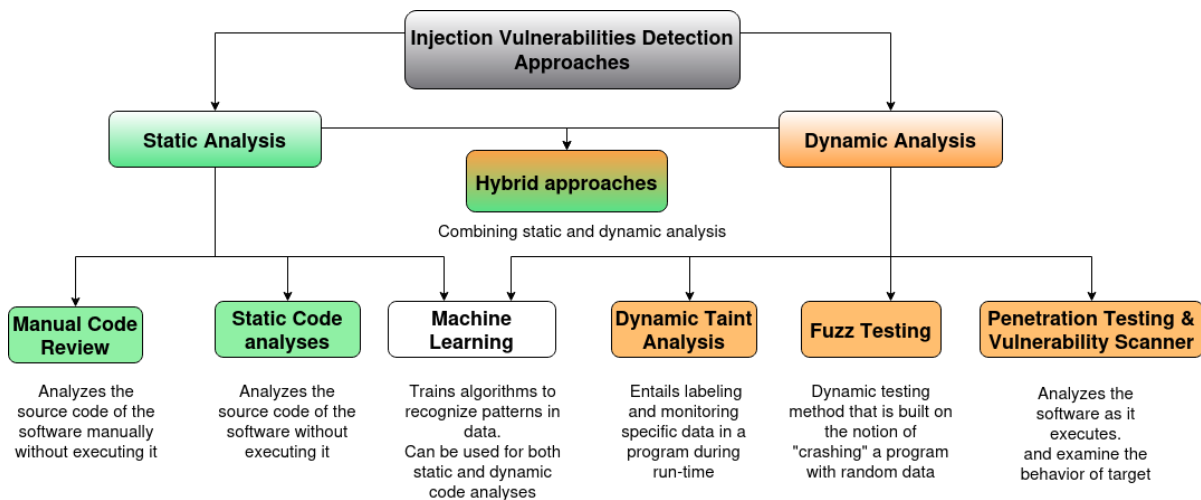 Injection Vulnerabilities Detection
Approaches
Static Analysis
Dynamic Analysis
Hybrid approaches
Combining static and dynamic analysis
Manual Code
Review
Analyzes the
source code of the
software manually
without executing it
Static Code
analyses
Analyzes the
source code of the
software without
executing it
Machine
Learning
Trains algorithms to
recognize patterns in
data.
Can be used for both
static and dynamic
code analyses
Dynamic Taint
Analysis
Entails labeling
and monitoring
specific data in a
program during
run-time
Fuzz Testing
Dynamic testing
method that is built on
the notion of
"crashing" a program
with random data
Penetration Testing &
Vulnerability Scanner
Analyzes the
software as it
executes.
and examine the
behavior of target